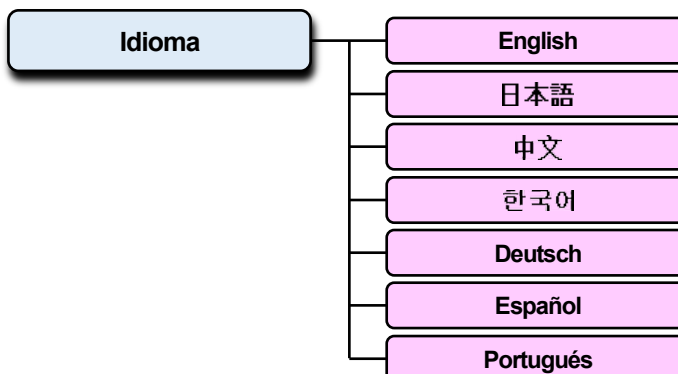 Idioma
English
日本語
中文
한국어
Deutsch
Español
Portugués